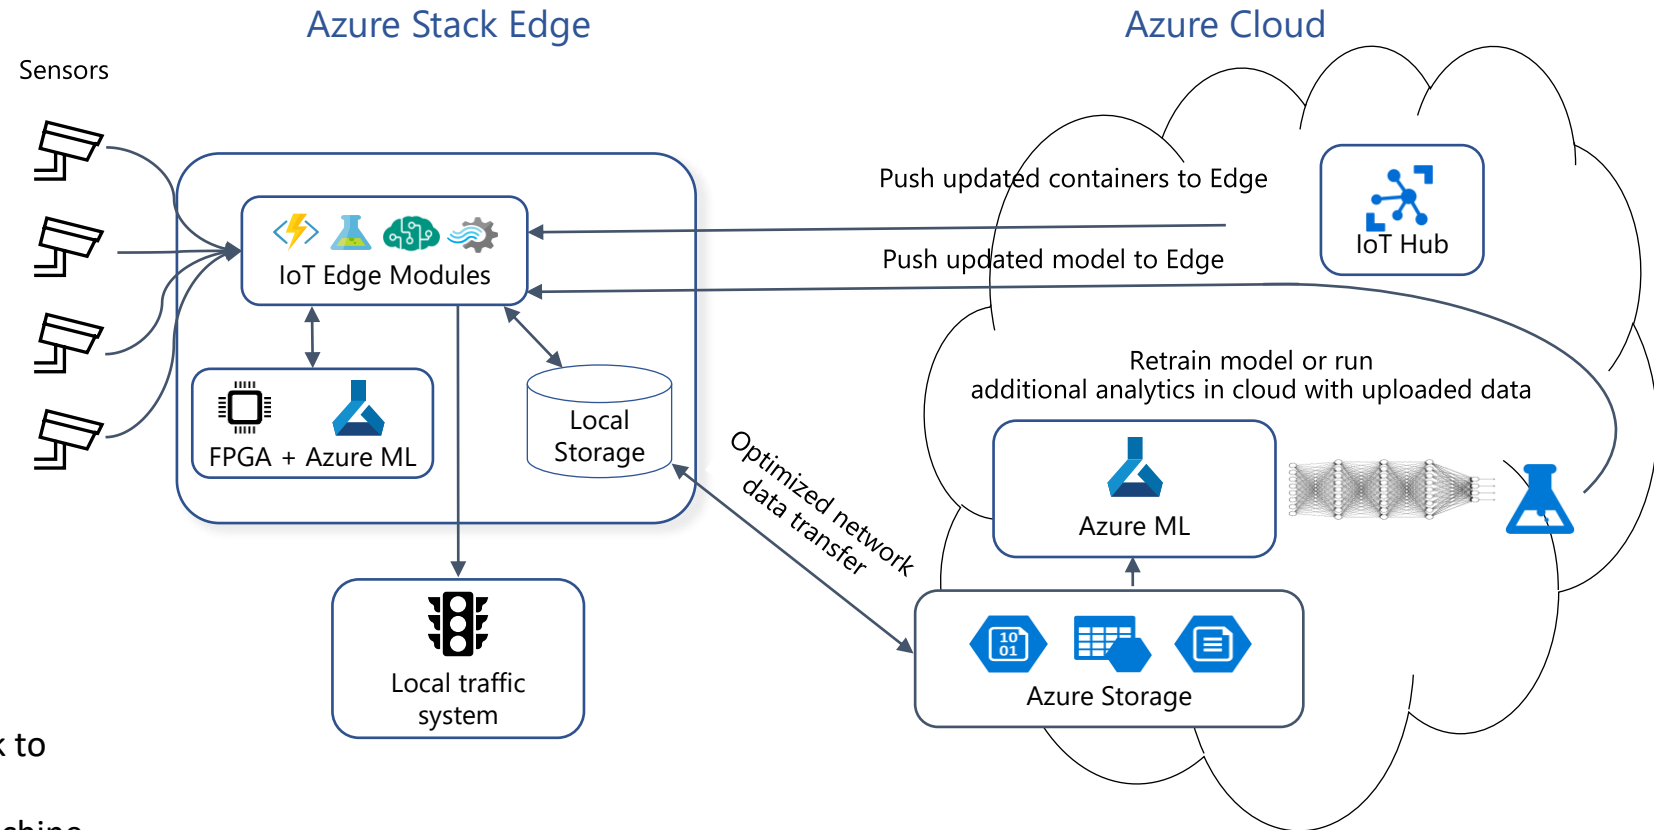 Azure Stack Edge
Azure Cloud
Sensors
Push updated containers to Edge
IoT Hub
Push updated model to Edge
IoT Edge Modules
Retrain model or run
additional analytics in cloud with uploaded data
FPGA + Azure ML
Local
Storage
Optimized network
data transfer
Azure ML
10
01
Azure Storage
Local traffic
system
to